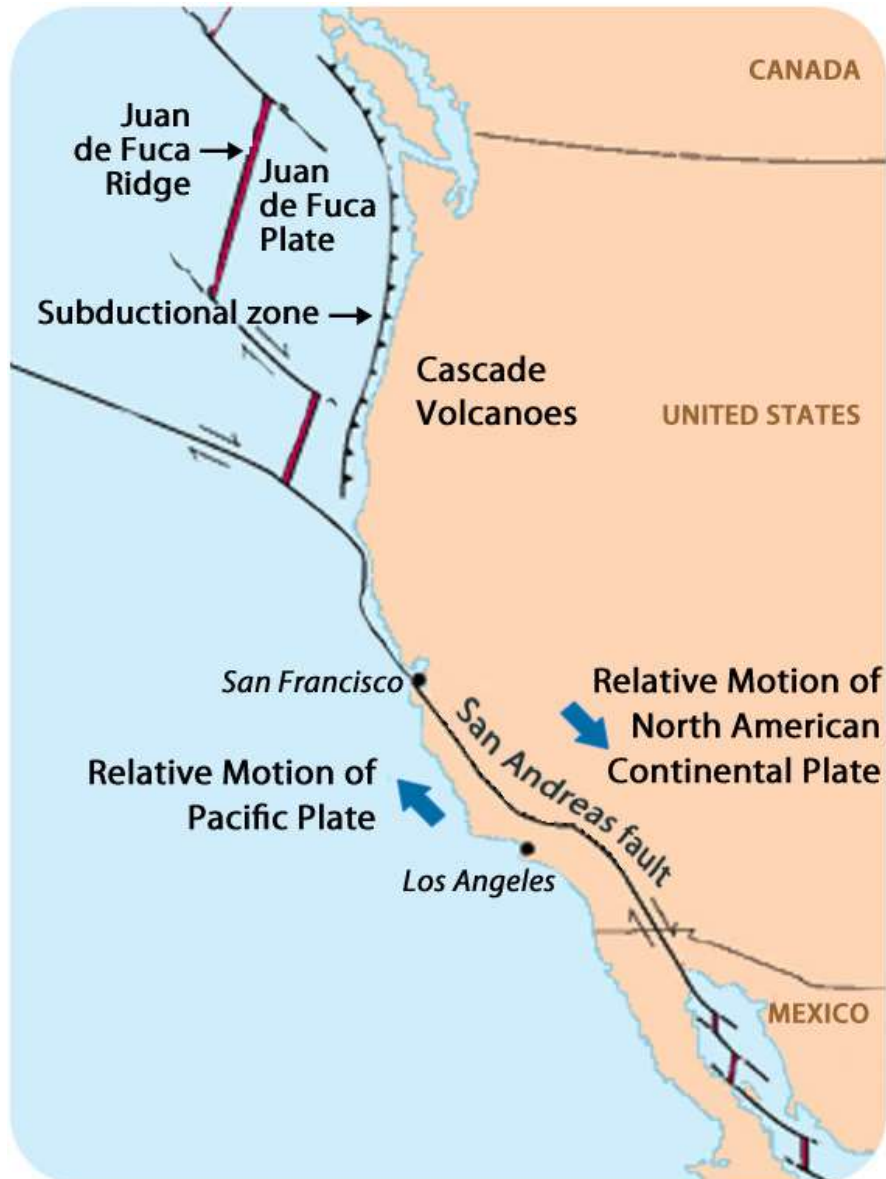 CANADA
Juan
de Fuca
Ridge
Juan
de Fuca
Plate
Subductional zone
Cascade
Volcanoes
UNITED STATES
San Francisco
San Andreas fault
Relative Motion of
North American
Continental Plate
Relative Motion of
Pacific Plate
Los Angeles
MEXICO